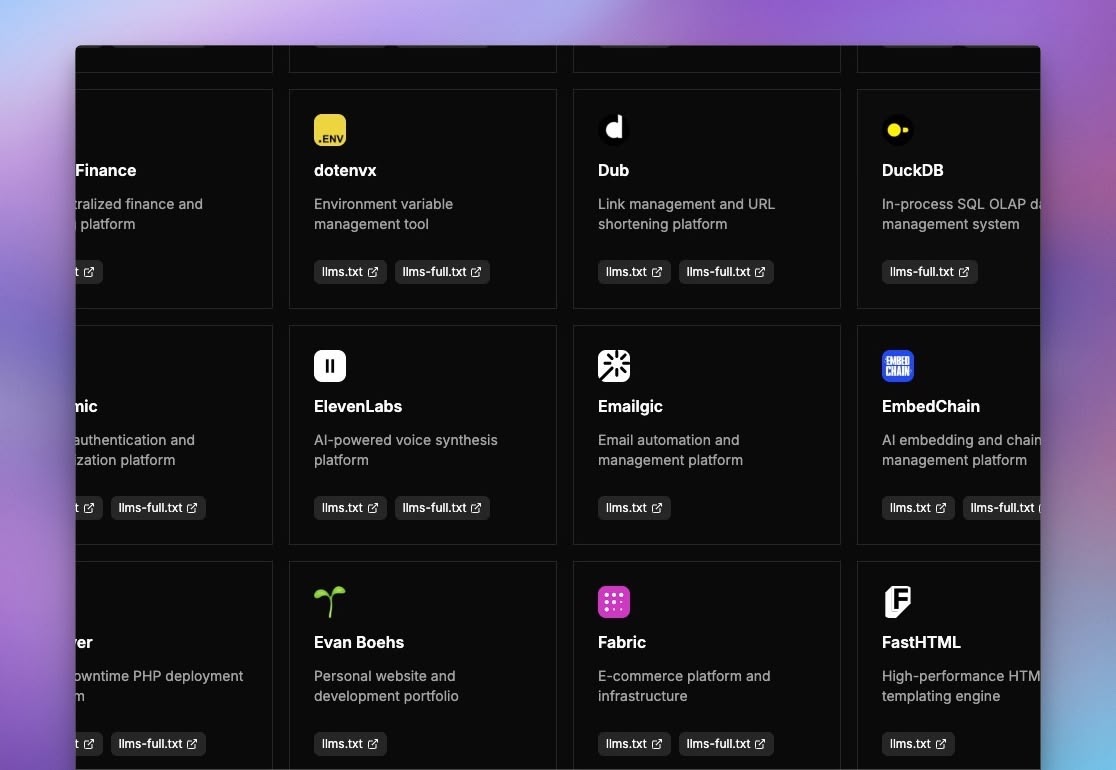 Finance
tralized finance and
platform
.ENV
dotenvx
Environment variable
management tool
llms.txt
llms-full.txt
d
Dub
Link management and URL
shortening platform
llms.txt
llms-full.txt
DuckDB
In-process SQL OLAP da
management system
llms-full.txt
mic
authentication and
zation platform
t
llms-full.txt
ElevenLabs
AI-powered voice synthesis
platform
llms.txt
llms-full.txt
Emailgic
Email automation and
management platform
llms.txt
EMBED
CHAIN
EmbedChain
AI embedding and chain
management platform
llms.txt
llms-full.txt
ver
owntime PHP deployment
m
t
llms-full.txt
Evan Boehs
Personal website and
development portfolio
llms.txt
Fabric
E-commerce platform and
infrastructure
llms.txt
llms-full.txt
F
FastHTML
High-performance HTM
templating engine
llms.txt